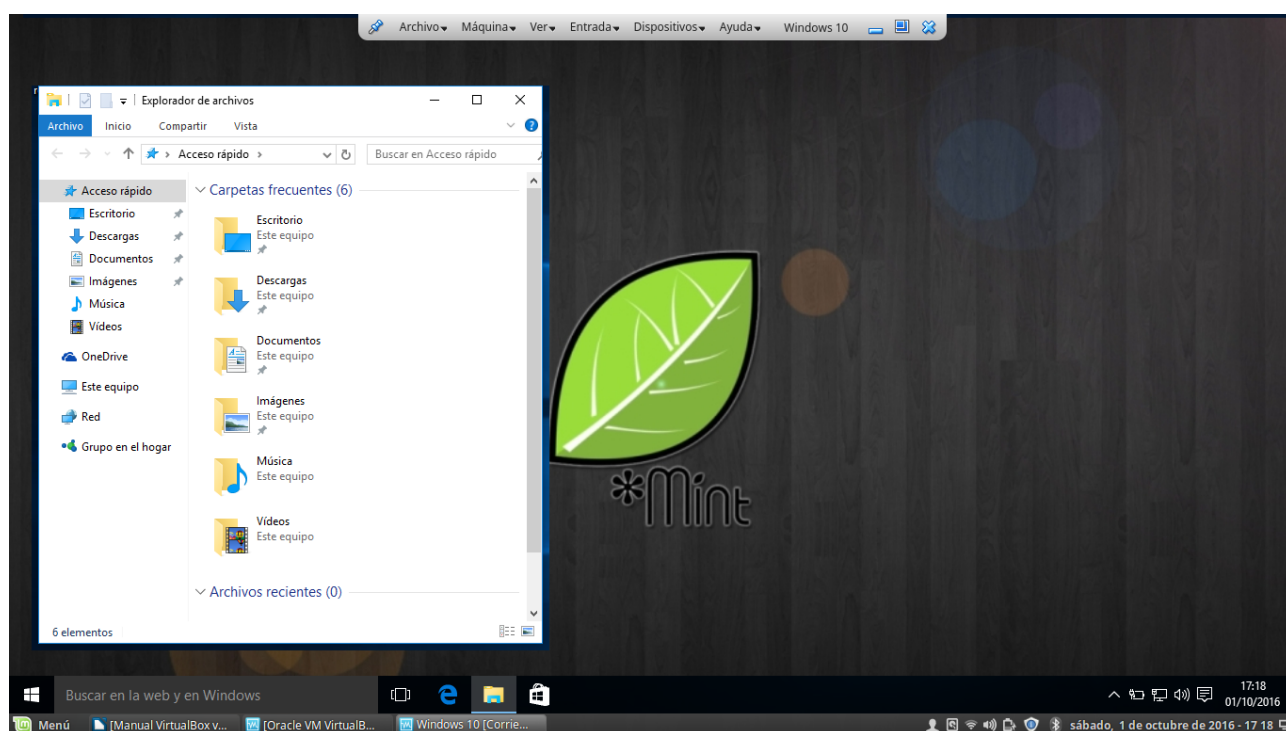 Archivo Máquina Ver Entrada Dispositivos Ayuda Windows 10
Explorador de archivos
Archivo Inicio Compartir Vista
Acceso rápido Buscar en Acceso rápido
Acceso rápido
Escritorio
Descargas
Documentos
Imágenes
Música
Vídeos
OneDrive
Este equipo
Red
Grupo en el hogar
Carpetas frecuentes (6)
Escritorio
Este equipo
Descargas
Este equipo
Documentos
Este equipo
Imágenes
Este equipo
Música
Este equipo
Vídeos
Este equipo
Archivos recientes (0)
6 elementos
*Mint
Buscar en la web y en Windows
17:18
01/10/2016
Menú [Manual VirtualBox v... [Oracle VM VirtualB... Windows 10 [Corrie... sábado, 1 de octubre de 2016 - 17 18